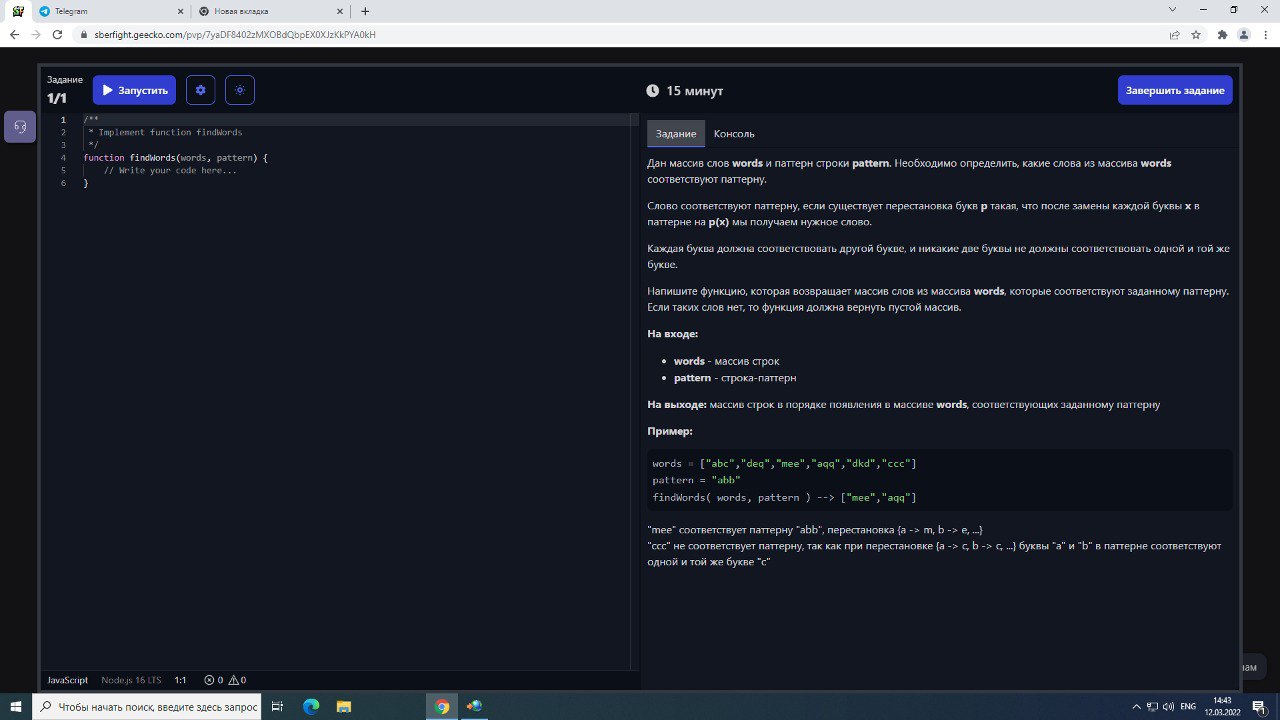 Telegram
Новая вкладка
sberfight.geecko.com/pvp/7yaDF8402zMXOBdQbpEX0XJzKkPYA0kH
Задание
1/1
Запустить
15 минут
Завершить задание
1 /**
2 * Implement function findWords
3 */
4 function findWords(words, pattern) {
5 // Write your code here...
6 }
Задание Консоль
Дан массив слов words и паттерн строки pattern. Необходимо определить, какие слова из массива words
соответствуют паттерну.
Слово соответствуют паттерну, если существует перестановка букв p такая, что после замены каждой буквы x в
паттерне на p(x) мы получаем нужное слово.
Каждая буква должна соответствовать другой букве, и никакие две буквы не должны соответствовать одной и той же
букве.
Напишите функцию, которая возвращает массив слов из массива words, которые соответствуют заданному паттерну.
Если таких слов нет, то функция должна вернуть пустой массив.
На входе:
• words - массив строк
• pattern - строка-паттерн
На выходе: массив строк в порядке появления в массиве words, соответствующих заданному паттерну
Пример:
words = ["abc","deq","mee","aqq","dkd","ccc"]
pattern = "abb"
findWords( words, pattern ) --> ["mee","aqq"]
"mee" соответствует паттерну "abb", перестановка {a -> m, b -> e, ...}
"ccc" не соответствует паттерну, так как при перестановке {a -> c, b -> c, ...} буквы "a" и "b" в паттерне соответствуют
одной и той же букве "c"
JavaScript Node.js 16 LTS 1:1 0 0
Чтобы начать поиск, введите здесь запрос
ENG
14:43
12.03.2022